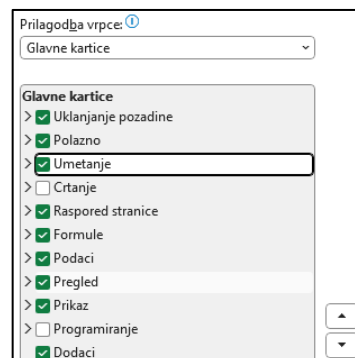 Prilagodba vrpce:
Glavne kartice
Glavne kartice
Uklanjanje pozadine
Polazno
Umetanje
Crtanje
Raspored stranice
Formule
Podaci
Pregled
Prikaz
Programiranje
Dodaci